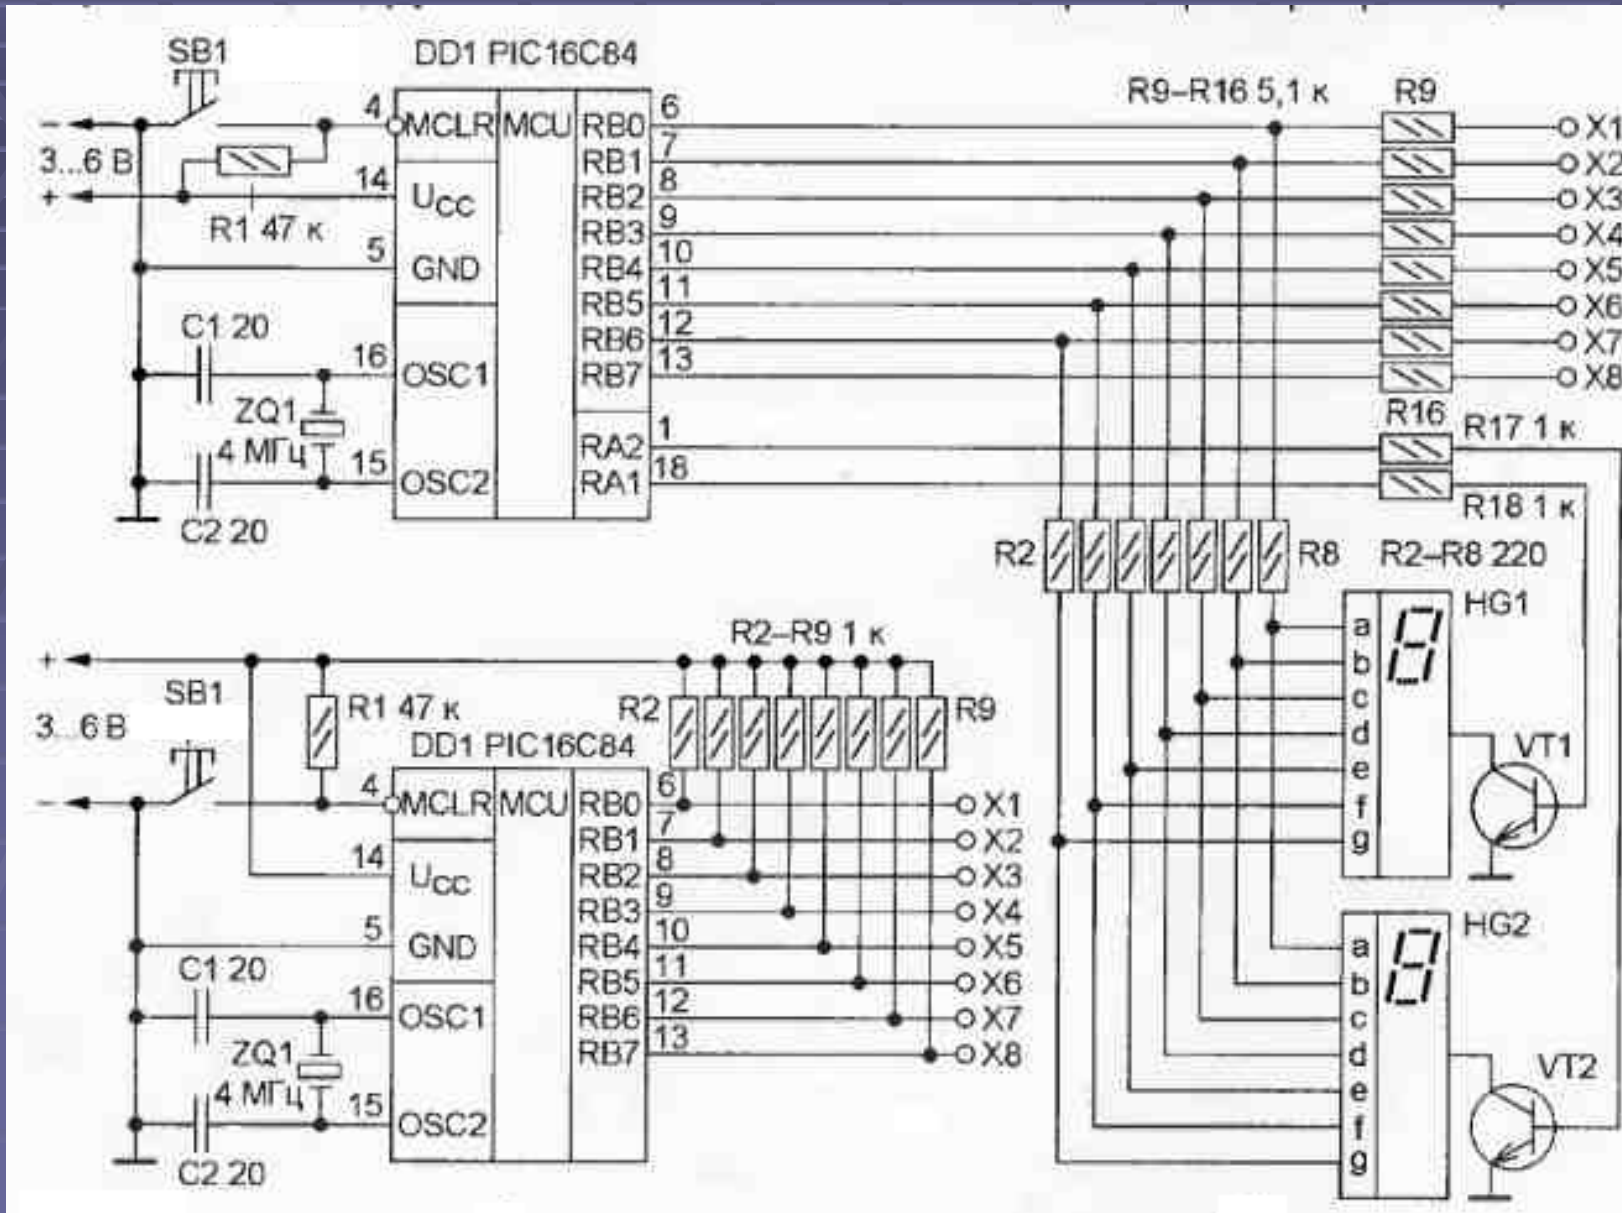 SB1
DD1 PIC16C84
R9–R16 5,1 к
R9
4
MCLR
MCU
RB0
6
X1
–
3...6 В
+
RB1
7
X2
14
UCC
RB2
8
X3
R1 47 к
RB3
9
X4
5
GND
RB4
10
X5
RB5
11
X6
C1 20
RB6
12
X7
16
OSC1
RB7
13
X8
ZQ1
4 МГц
R16
RA2
1
R17 1 к
15
OSC2
RA1
18
R18 1 к
C2 20
R2
R8
R2–R8 220
HG1
a
b
c
d
e
f
g
VT1
HG2
a
b
c
d
e
f
g
VT2
R2–R9 1 к
+
SB1
R1 47 к
R2
R9
3...6 В
DD1 PIC16C84
–
4
MCLR
MCU
RB0
6
X1
RB1
7
X2
14
UCC
RB2
8
X3
RB3
9
X4
5
GND
RB4
10
X5
C1 20
RB5
11
X6
16
OSC1
RB6
12
X7
ZQ1
4 МГц
RB7
13
X8
15
OSC2
C2 20